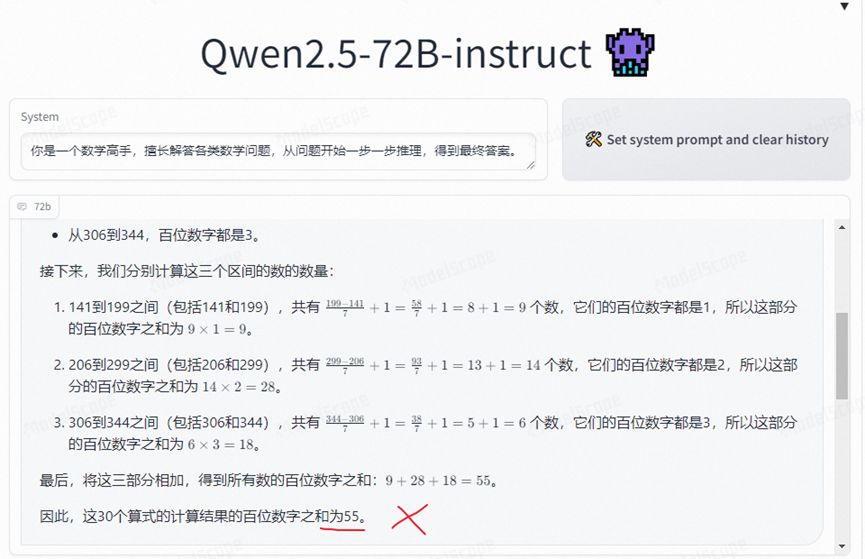 Qwen2.5-72B-instruct
System
你是一个数学高手，擅长解答各类数学问题，从问题开始一步一步推理，得到最终答案。
🛠 Set system prompt and clear history
72b
• 从306到344，百位数字都是3。
接下来，我们分别计算这三个区间的数的数量：
1. 141到199之间（包括141和199），共有 \frac{199-141}{7} + 1 = \frac{58}{7} + 1 = 8 + 1 = 9 个数，它们的百位数字都是1，所以这部分
的百位数字之和为 9 × 1 = 9。
2. 206到299之间（包括206和299），共有 \frac{299-206}{7} + 1 = \frac{93}{7} + 1 = 13 + 1 = 14 个数，它们的百位数字都是2，所以这部
分的百位数字之和为 14 × 2 = 28。
3. 306到344之间（包括306和344），共有 \frac{344-306}{7} + 1 = \frac{38}{7} + 1 = 5 + 1 = 6 个数，它们的百位数字都是3，所以这部分
的百位数字之和为 6 × 3 = 18。
最后，将这三部分相加，得到所有数的百位数字之和：9 + 28 + 18 = 55。
因此，这30个算式的计算结果的百位数字之和为55。
ModelScope